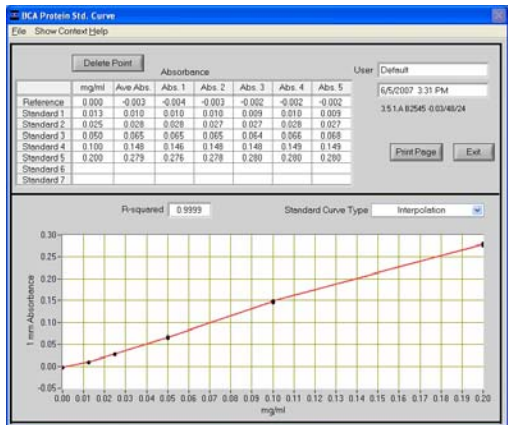 BCA Protein Std. Curve
File Show Context Help
Delete Point
Absorbance
User Default
6/5/2007 3:31 PM
3.5.1.A B2545 -0.03/48/24
mg/ml Ave Abs. Abs. 1 Abs. 2 Abs. 3 Abs. 4 Abs. 5
Reference 0.000 -0.003 -0.004 -0.003 -0.002 -0.002 -0.002
Standard 1 0.013 0.010 0.010 0.010 0.009 0.010 0.009
Standard 2 0.025 0.028 0.028 0.027 0.027 0.028 0.027
Standard 3 0.050 0.065 0.065 0.065 0.064 0.066 0.068
Standard 4 0.100 0.148 0.146 0.148 0.148 0.149 0.149
Standard 5 0.200 0.279 0.276 0.278 0.280 0.280 0.280
Standard 6
Standard 7
Print Page Exit
R-squared 0.9999 Standard Curve Type Interpolation
1 mm Absorbance
0.30
0.25
0.20
0.15
0.10
0.05
0.00
-0.05
0.00 0.01 0.02 0.03 0.04 0.05 0.06 0.07 0.08 0.09 0.10 0.11 0.12 0.13 0.14 0.15 0.16 0.17 0.18 0.19 0.20
mg/ml